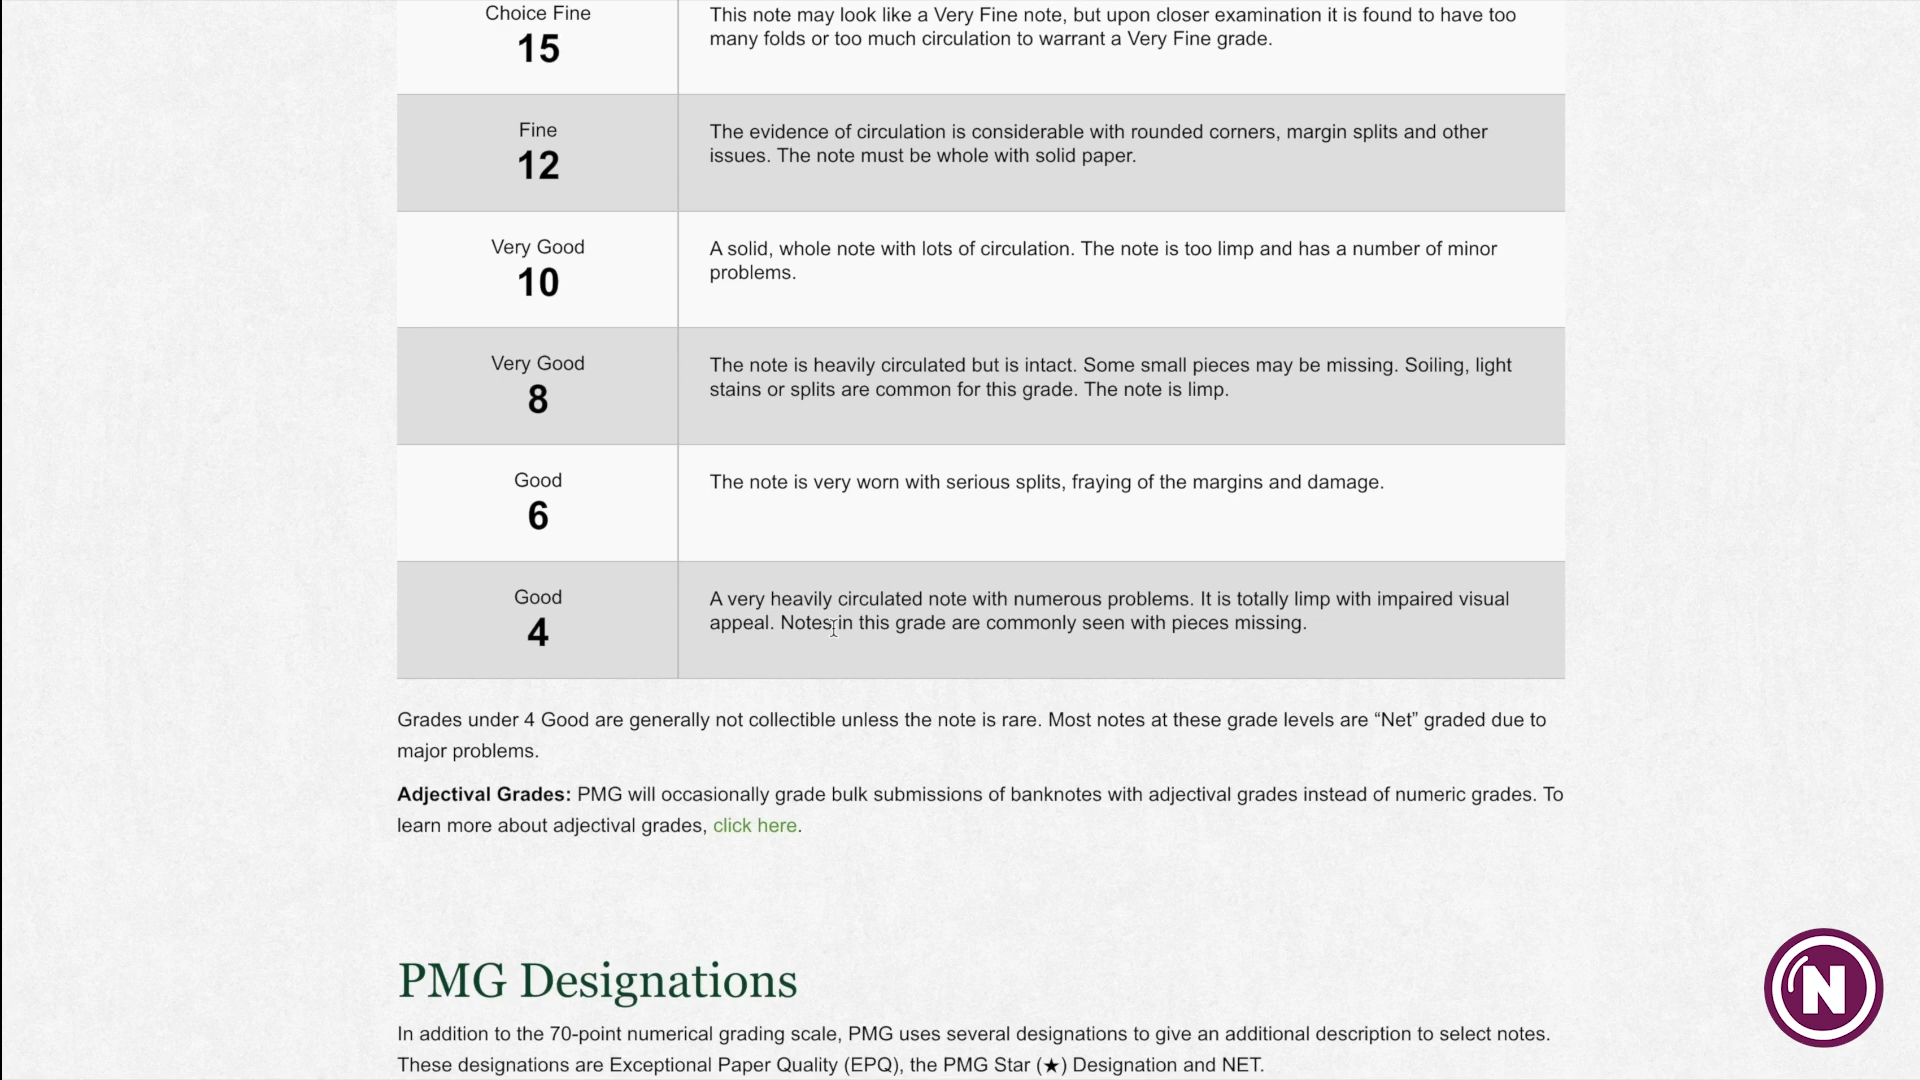 Choice Fine
15
This note may look like a Very Fine note, but upon closer examination it is found to have too
many folds or too much circulation to warrant a Very Fine grade.
Fine
12
The evidence of circulation is considerable with rounded corners, margin splits and other
issues. The note must be whole with solid paper.
Very Good
10
A solid, whole note with lots of circulation. The note is too limp and has a number of minor
problems.
Very Good
8
The note is heavily circulated but is intact. Some small pieces may be missing. Soiling, light
stains or splits are common for this grade. The note is limp.
Good
6
The note is very worn with serious splits, fraying of the margins and damage.
Good
4
A very heavily circulated note with numerous problems. It is totally limp with impaired visual
appeal. Notes in this grade are commonly seen with pieces missing.
Grades under 4 Good are generally not collectible unless the note is rare. Most notes at these grade levels are “Net” graded due to
major problems.
Adjectival Grades: PMG will occasionally grade bulk submissions of banknotes with adjectival grades instead of numeric grades. To
learn more about adjectival grades, click here.
PMG Designations
In addition to the 70-point numerical grading scale, PMG uses several designations to give an additional description to select notes.
These designations are Exceptional Paper Quality (EPQ), the PMG Star (★) Designation and NET.
N